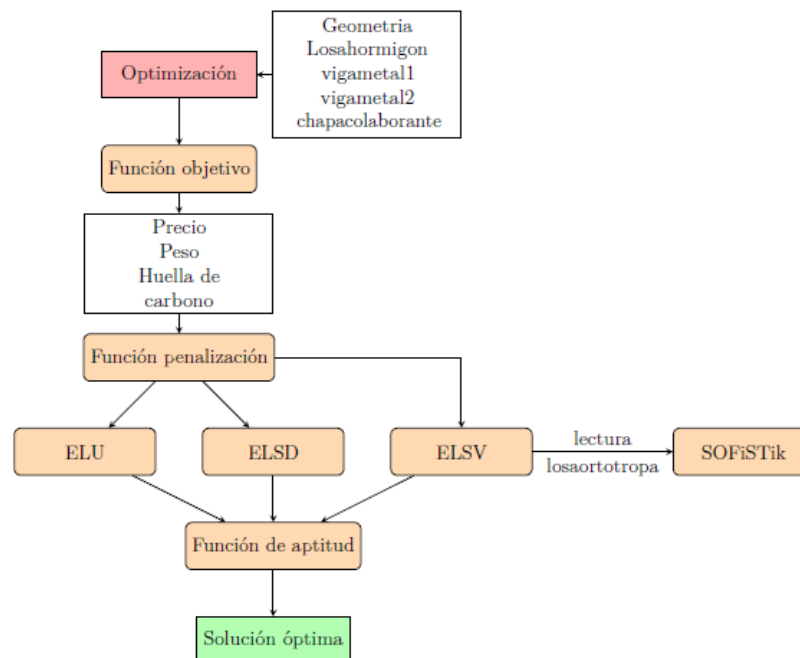 Geometria
Losahormigon
vigametal1
vigametal2
chapacolaborante
Optimización
Función objetivo
Precio
Peso
Huella de
carbono
Función penalización
ELU
ELSD
ELSV
lectura
losaortotropa
SOFiSTik
Función de aptitud
Solución óptima